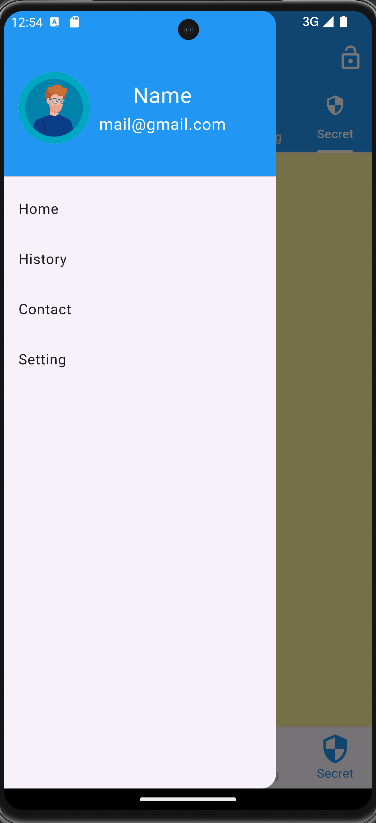 12:54 A 3G
Name
mail@gmail.com
g
Secret
Home
History
Contact
Setting
g
Secret